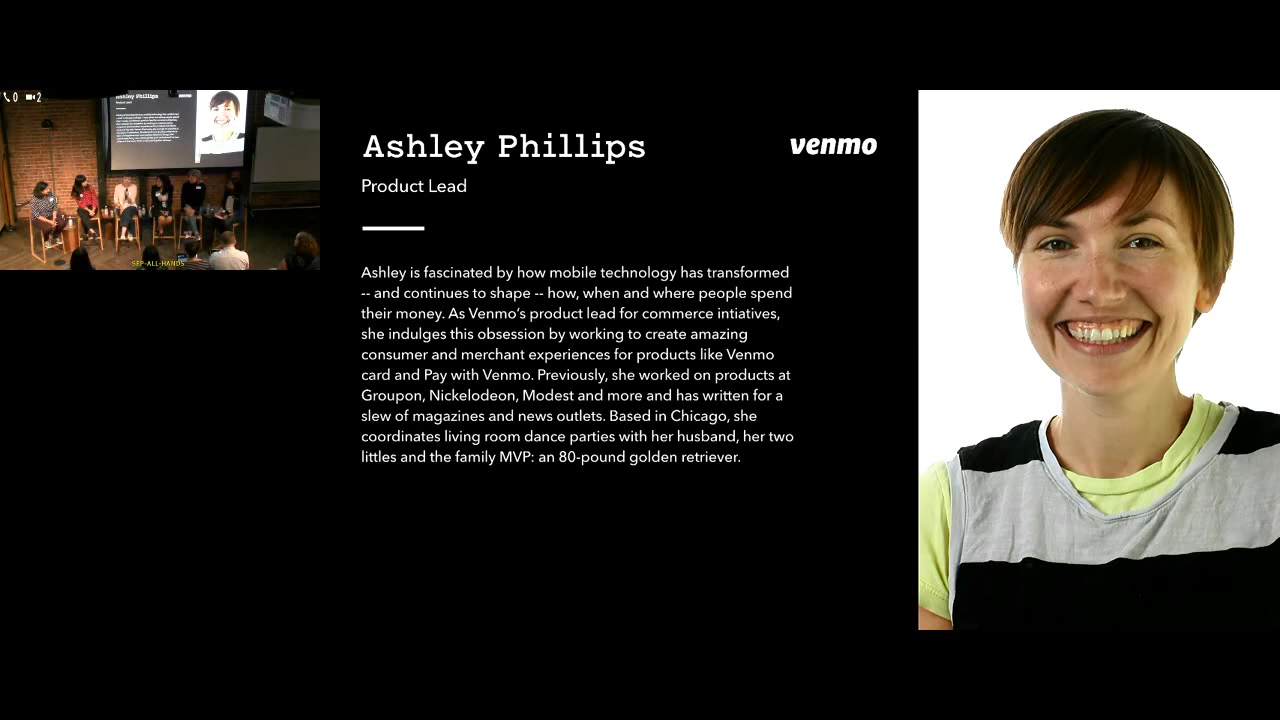 0 2
SFP-ALL-HANDS
Ashley Phillips
venmo
Product Lead
Ashley is fascinated by how mobile technology has transformed
-- and continues to shape -- how, when and where people spend
their money. As Venmo’s product lead for commerce intiatives,
she indulges this obsession by working to create amazing
consumer and merchant experiences for products like Venmo
card and Pay with Venmo. Previously, she worked on products at
Groupon, Nickelodeon, Modest and more and has written for a
slew of magazines and news outlets. Based in Chicago, she
coordinates living room dance parties with her husband, her two
littles and the family MVP: an 80-pound golden retriever.